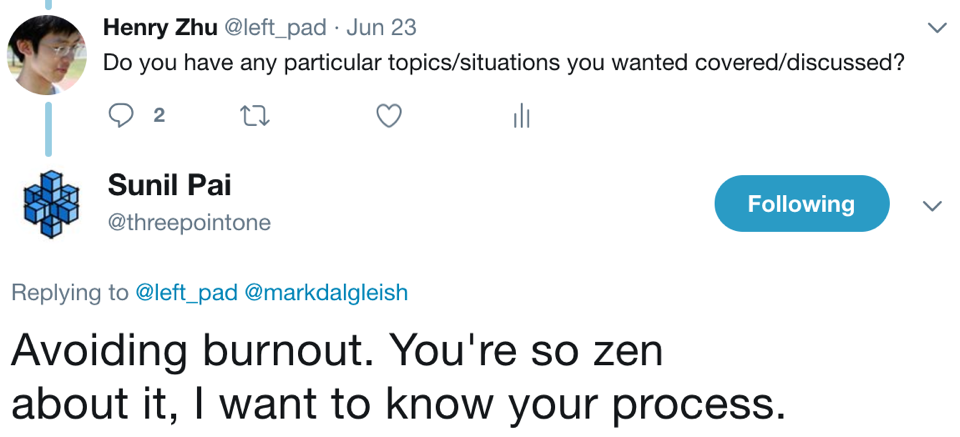 Henry Zhu @left_pad · Jun 23
Do you have any particular topics/situations you wanted covered/discussed?
2
Sunil Pai
Following
@threepointone
Replying to @left_pad @markdalgleish
Avoiding burnout. You're so zen
about it, I want to know your process.